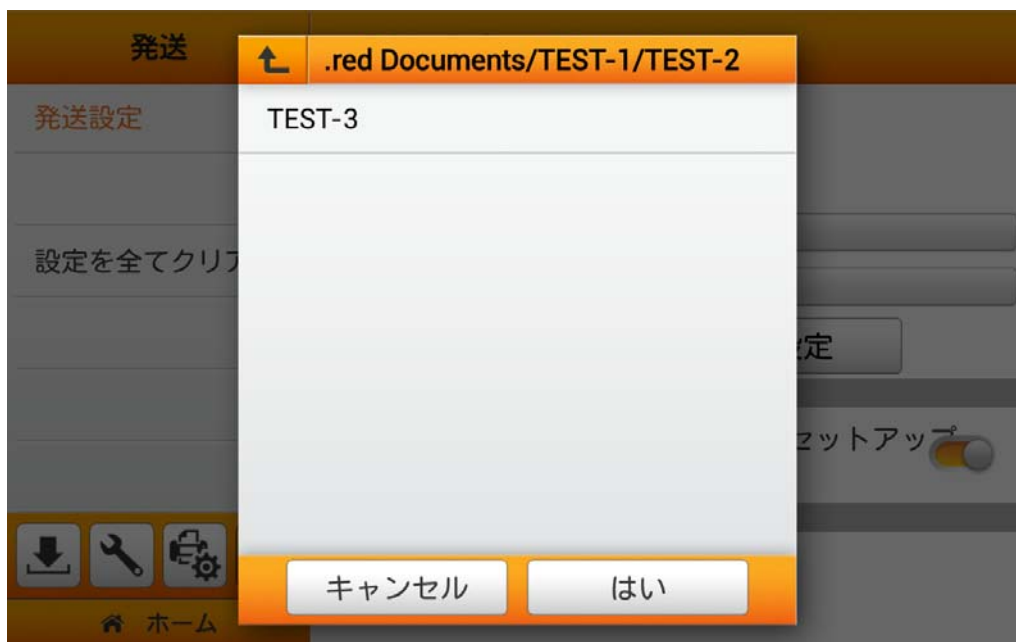 発送
.red Documents/TEST-1/TEST-2
発送設定
TEST-3
設定を全てクリア
定
セットアップ
キャンセル
はい
ホーム